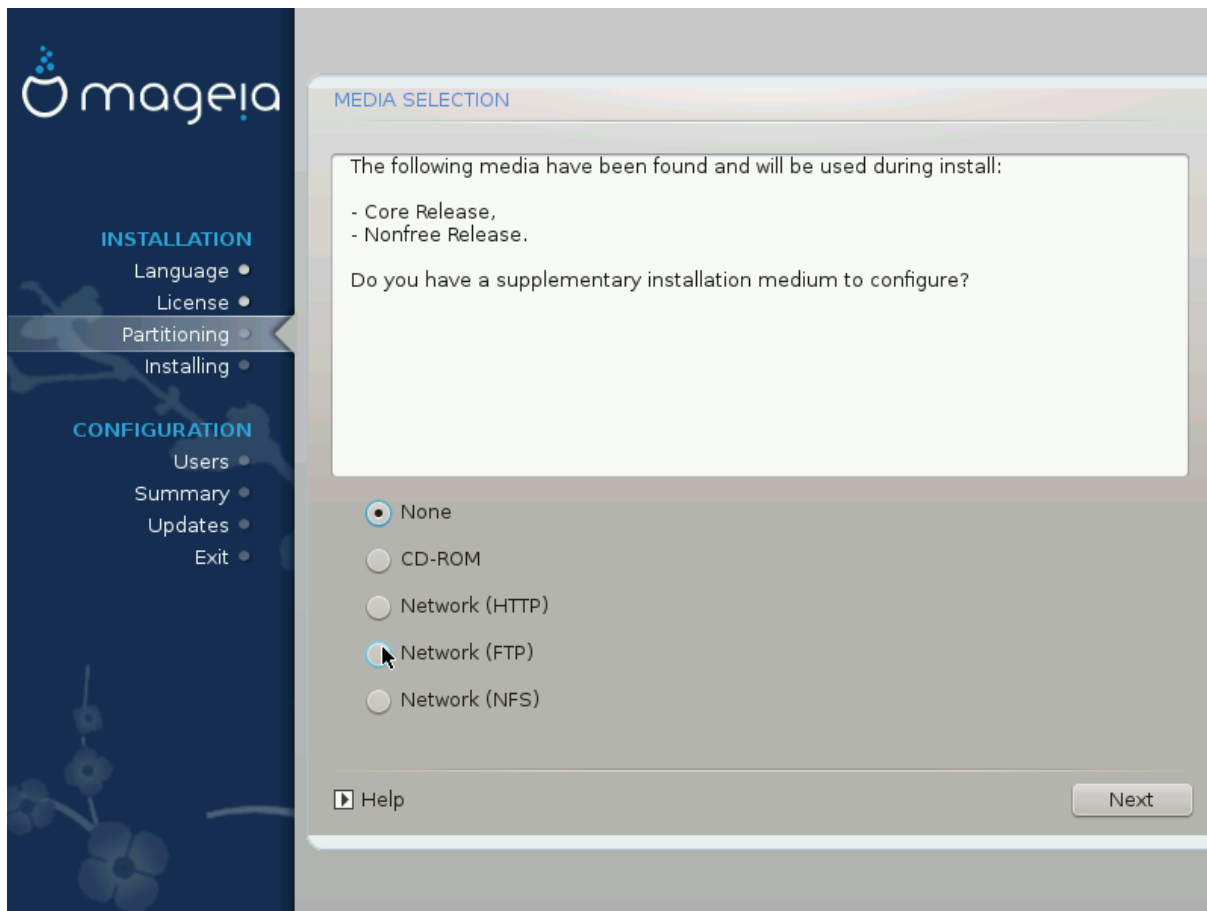 mageia
INSTALLATION
Language
License
Partitioning
Installing
CONFIGURATION
Users
Summary
Updates
Exit
MEDIA SELECTION
The following media have been found and will be used during install:
- Core Release,
- Nonfree Release.
Do you have a supplementary installation medium to configure?
None
CD-ROM
Network (HTTP)
Network (FTP)
Network (NFS)
Help
Next